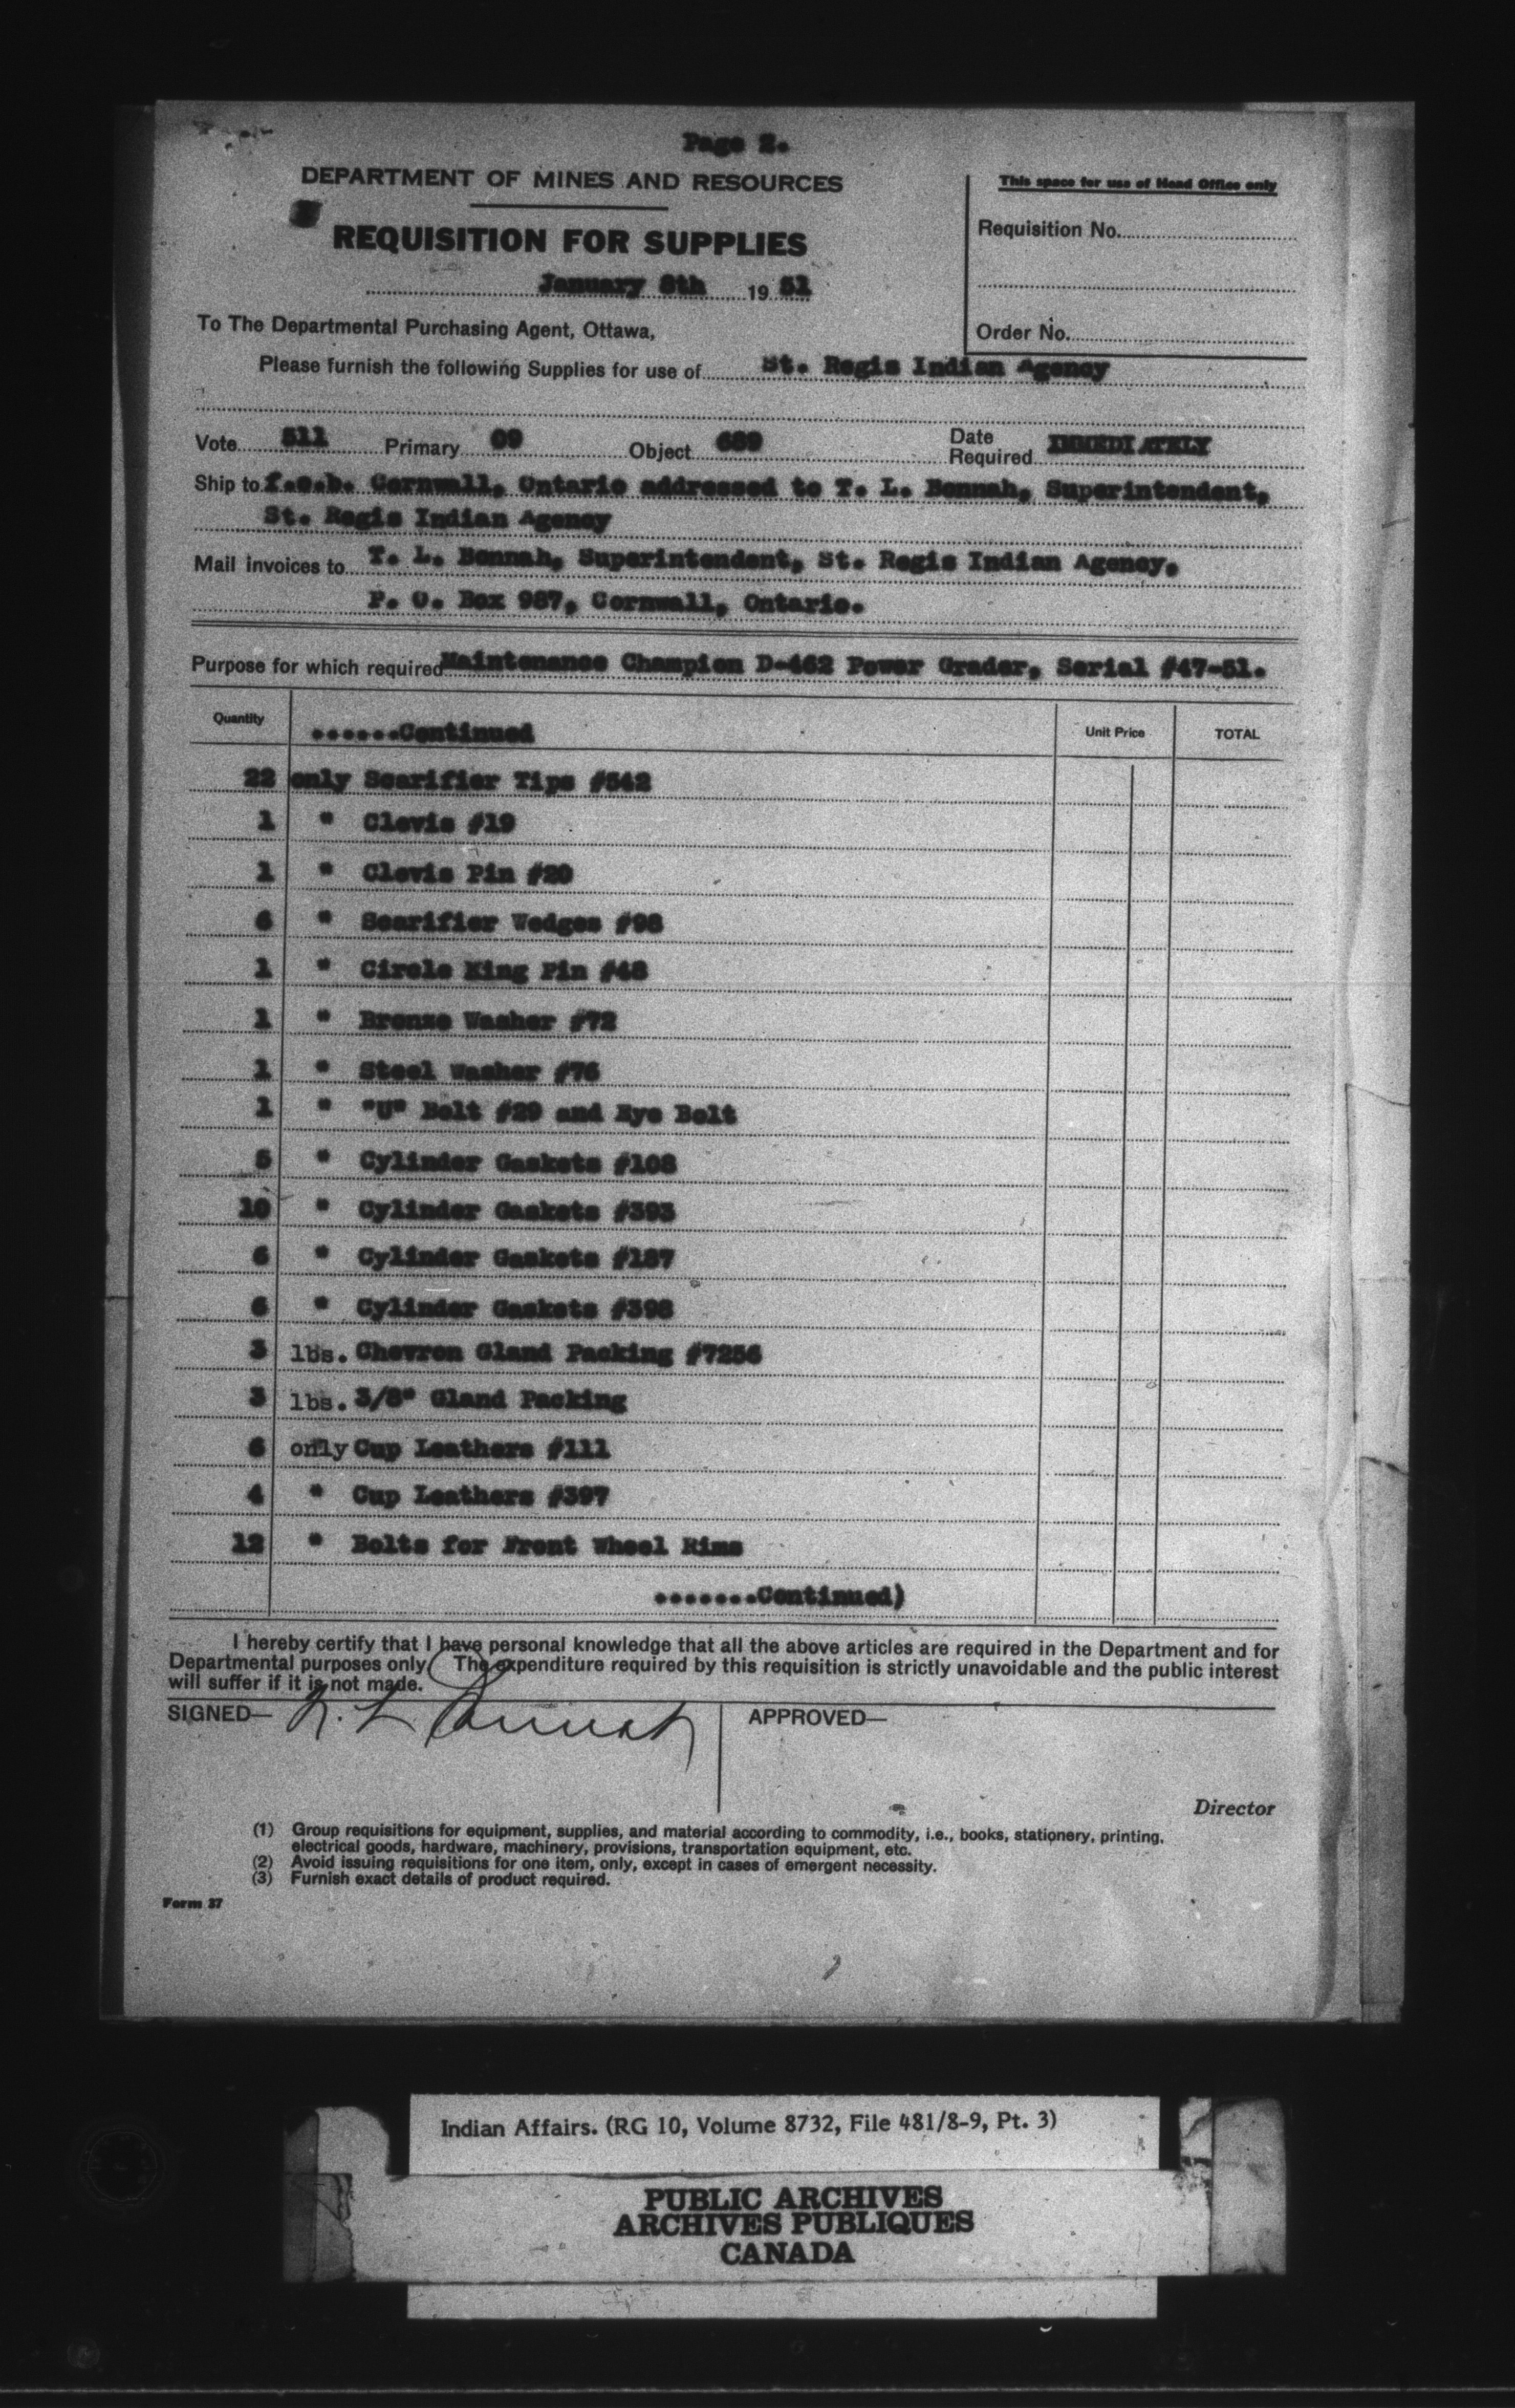 Page 2.
DEPARTMENT OF MINES AND RESOURCES
This space for use of Head Office only
REQUISITION FOR SUPPLIES
Requisition No.
January 8th 19 51
To The Departmental Purchasing Agent, Ottawa,
Order No.
Please furnish the following Supplies for use of St. Regis Indian Agency
Vote 511 Primary 09 Object 689 Date Required IMMEDIATELY
Ship to f.o.b. Cornwall, Ontario addressed to T. L. Bonnah, Superintendent,
St. Regis Indian Agency
Mail invoices to T. L. Bonnah, Superintendent, St. Regis Indian Agency,
P. O. Box 987, Cornwall, Ontario.
Purpose for which required Maintenance Champion D-462 Power Grader, Serial #47-51.
Quantity ......Continued Unit Price TOTAL
22 only Scarifier Tips #542
1 " Clevis #19
1 " Clevis Pin #20
6 " Scarifier Wedges #98
1 " Circle King Pin #48
1 " Bronze Washer #72
1 " Steel Washer #76
1 " "U" Bolt #29 and Eye Bolt
5 " Cylinder Gaskets #108
10 " Cylinder Gaskets #393
6 " Cylinder Gaskets #187
6 " Cylinder Gaskets #398
3 lbs. Chevron Gland Packing #7256
3 lbs. 3/8" Gland Packing
6 only Cup Leathers #111
4 " Cup Leathers #397
12 " Bolts for Front Wheel Rims
.......Continued)
I hereby certify that I have personal knowledge that all the above articles are required in the Department and for
Departmental purposes only. The expenditure required by this requisition is strictly unavoidable and the public interest
will suffer if it is not made.
SIGNED— APPROVED—
Director
(1) Group requisitions for equipment, supplies, and material according to commodity, i.e., books, stationery, printing,
electrical goods, hardware, machinery, provisions, transportation equipment, etc.
(2) Avoid issuing requisitions for one item, only, except in cases of emergent necessity.
(3) Furnish exact details of product required.
Form 37
Indian Affairs. (RG 10, Volume 8732, File 481/8-9, Pt. 3)
PUBLIC ARCHIVES
ARCHIVES PUBLIQUES
CANADA